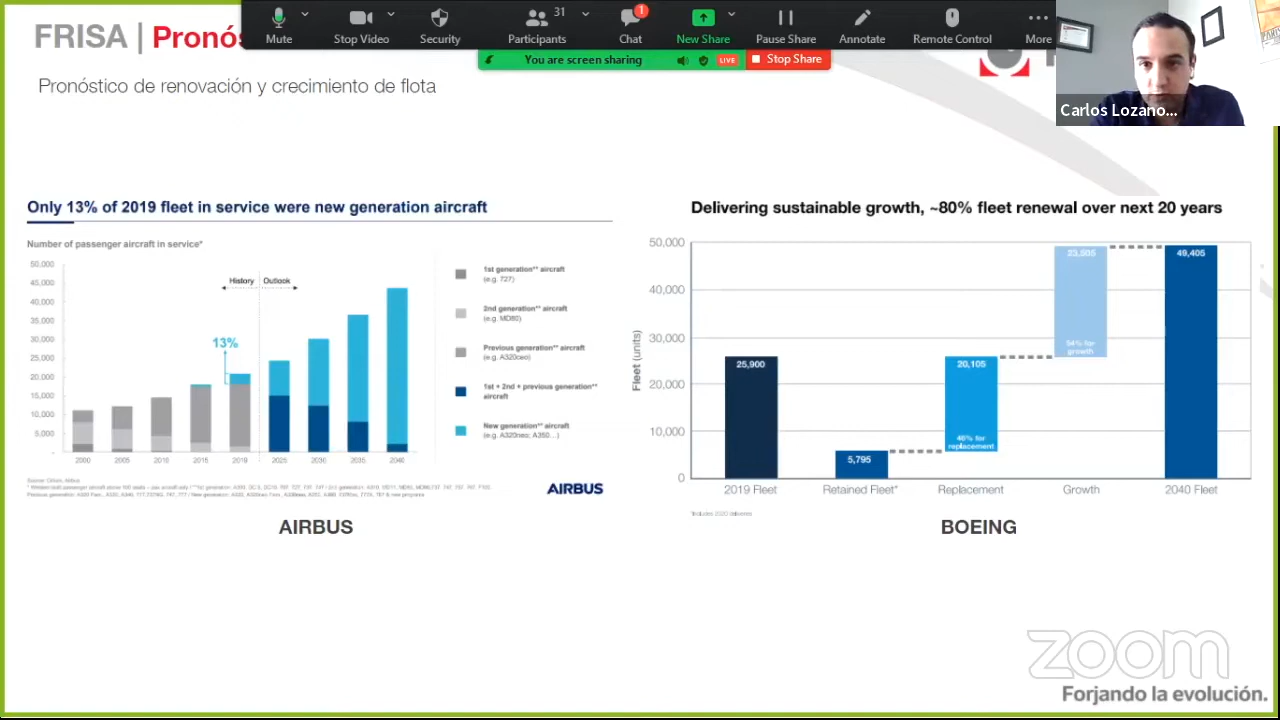 31
1
Mute
Stop Video
Security
Participants
Chat
New Share
Pause Share
Annotate
Remote Control
More
You are screen sharing
LIVE
Stop Share
Carlos Lozano...
FRISA | Pronós
Pronóstico de renovación y crecimiento de flota
Only 13% of 2019 fleet in service were new generation aircraft
Number of passenger aircraft in service*
50,000
45,000
40,000
35,000
30,000
25,000
20,000
15,000
10,000
5,000
-
History
Outlook
13%
2000
2005
2010
2015
2019
2025
2030
2035
2040
1st generation** aircraft
(e.g. 727)
2nd generation** aircraft
(e.g. MD80)
Previous generation** aircraft
(e.g. A320ceo)
1st + 2nd + previous generation**
aircraft
New generation** aircraft
(e.g. A320neo; A350...)
AIRBUS
AIRBUS
Delivering sustainable growth, ~80% fleet renewal over next 20 years
Fleet (units)
50,000
40,000
30,000
20,000
10,000
0
25,900
5,795
20,105
46% for
replacement
54% for
growth
49,405
2019 Fleet
Retained Fleet*
Replacement
Growth
2040 Fleet
BOEING
zoom
Forjando la evolución.